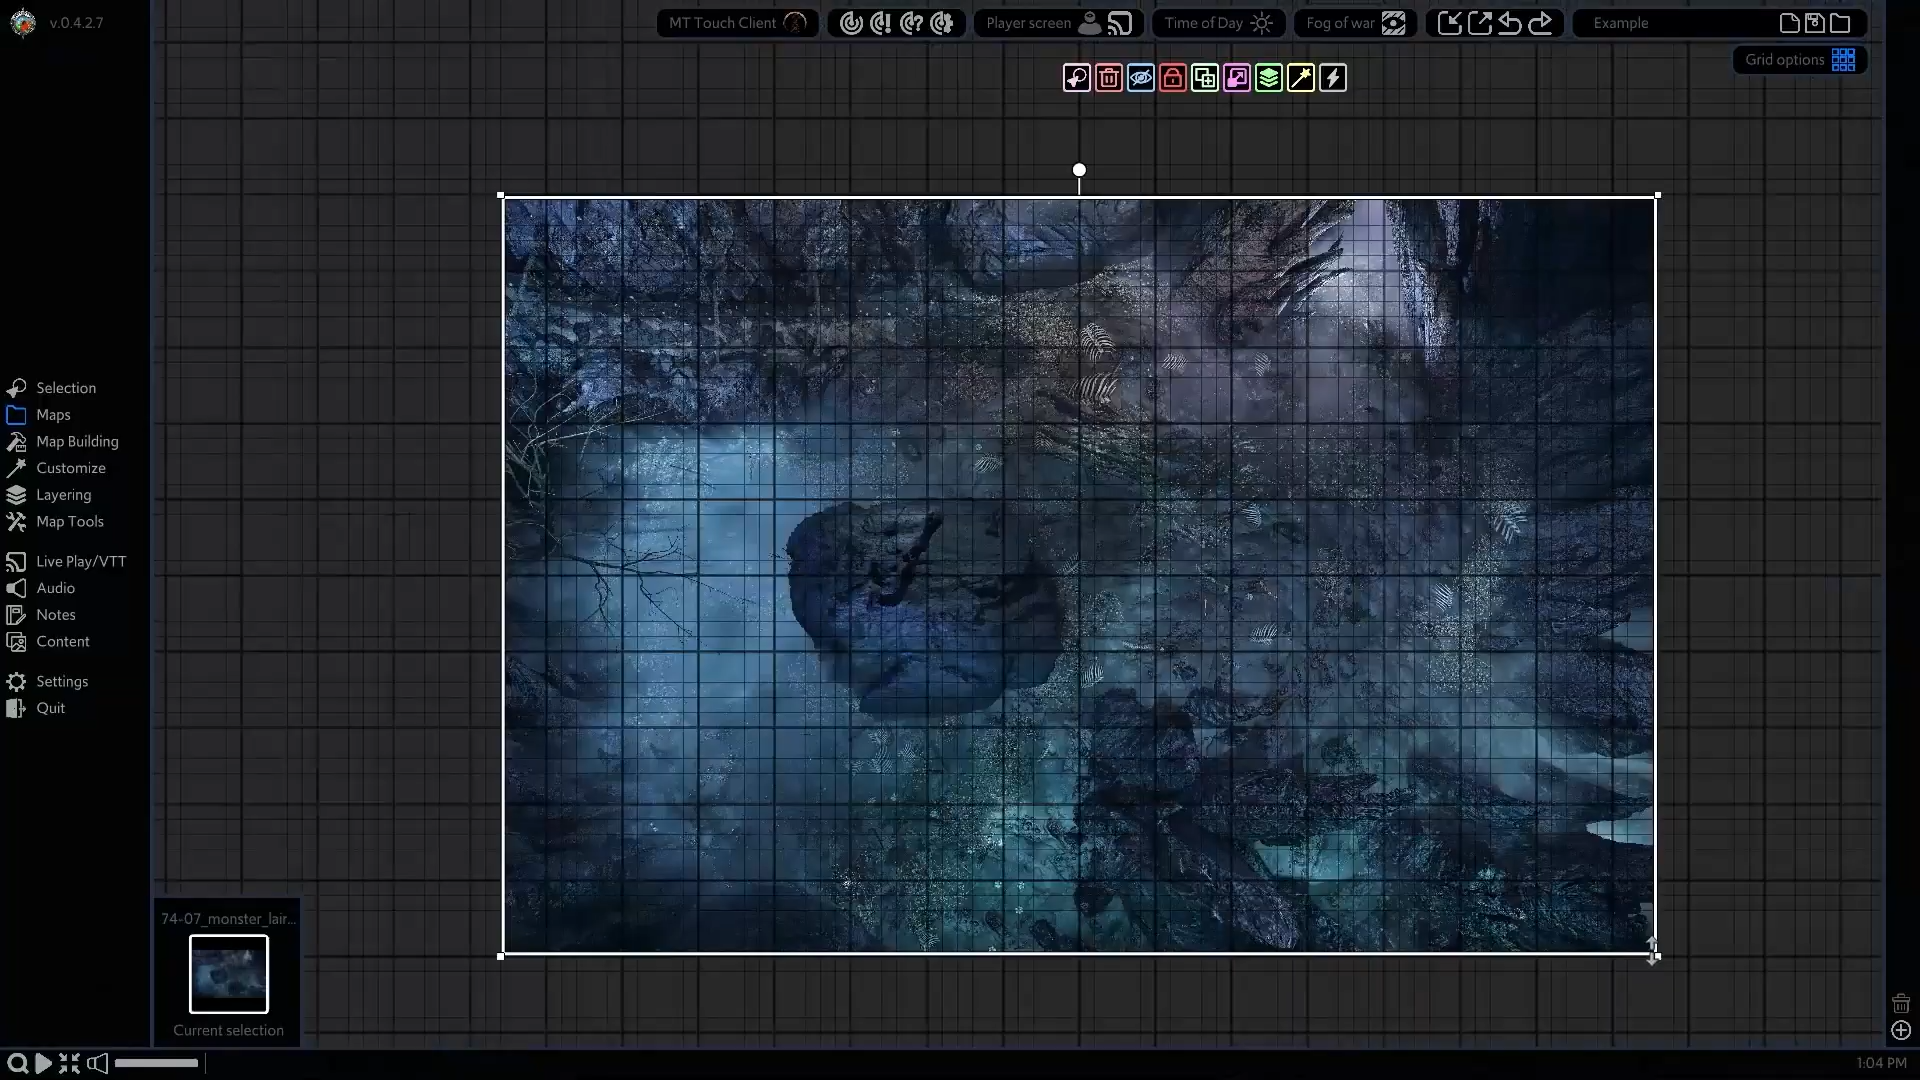 v.0.4.2.7
MT Touch Client
Player screen
Time of Day
Fog of war
Example
Grid options
Selection
Maps
Map Building
Customize
Layering
Map Tools
Live Play/VTT
Audio
Notes
Content
Settings
Quit
74-07_monster_lair...
Current selection
1:04 PM